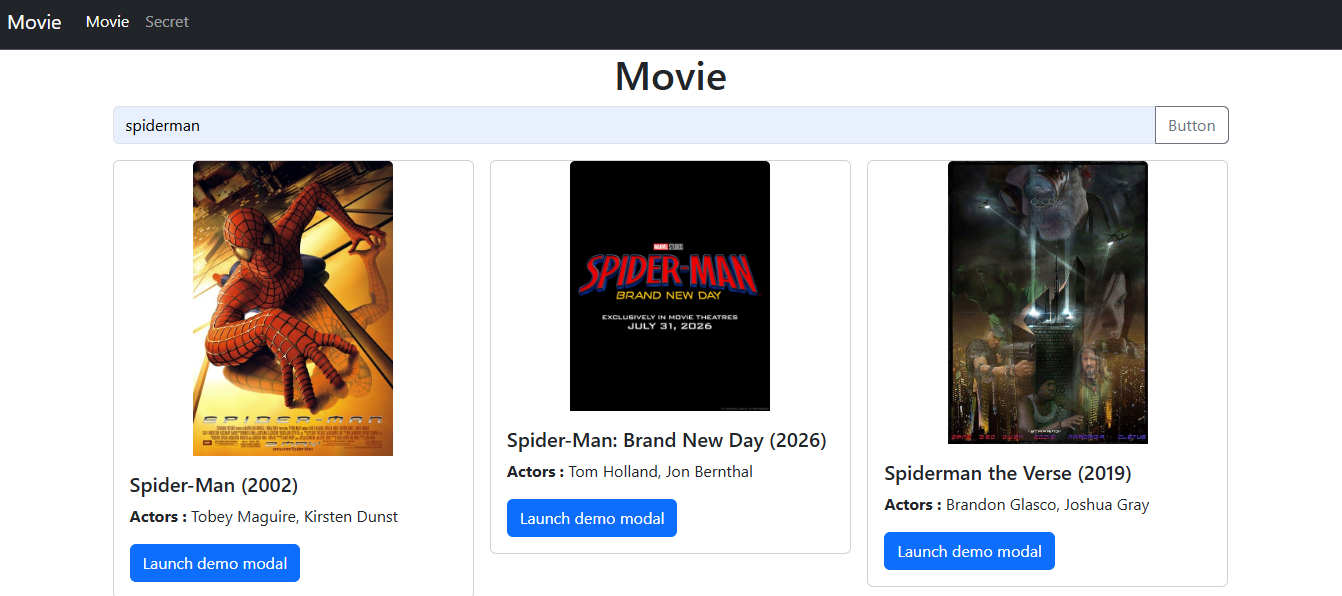 Movie Movie Secret
Movie
spiderman Button
SPIDER-MAN
Spider-Man (2002)
Actors : Tobey Maguire, Kirsten Dunst
Launch demo modal
MARVEL STUDIOS
SPIDER-MAN
BRAND NEW DAY
EXCLUSIVELY IN MOVIE THEATRES
JULY 31, 2026
Spider-Man: Brand New Day (2026)
Actors : Tom Holland, Jon Bernthal
Launch demo modal
Spiderman the Verse (2019)
Actors : Brandon Glasco, Joshua Gray
Launch demo modal